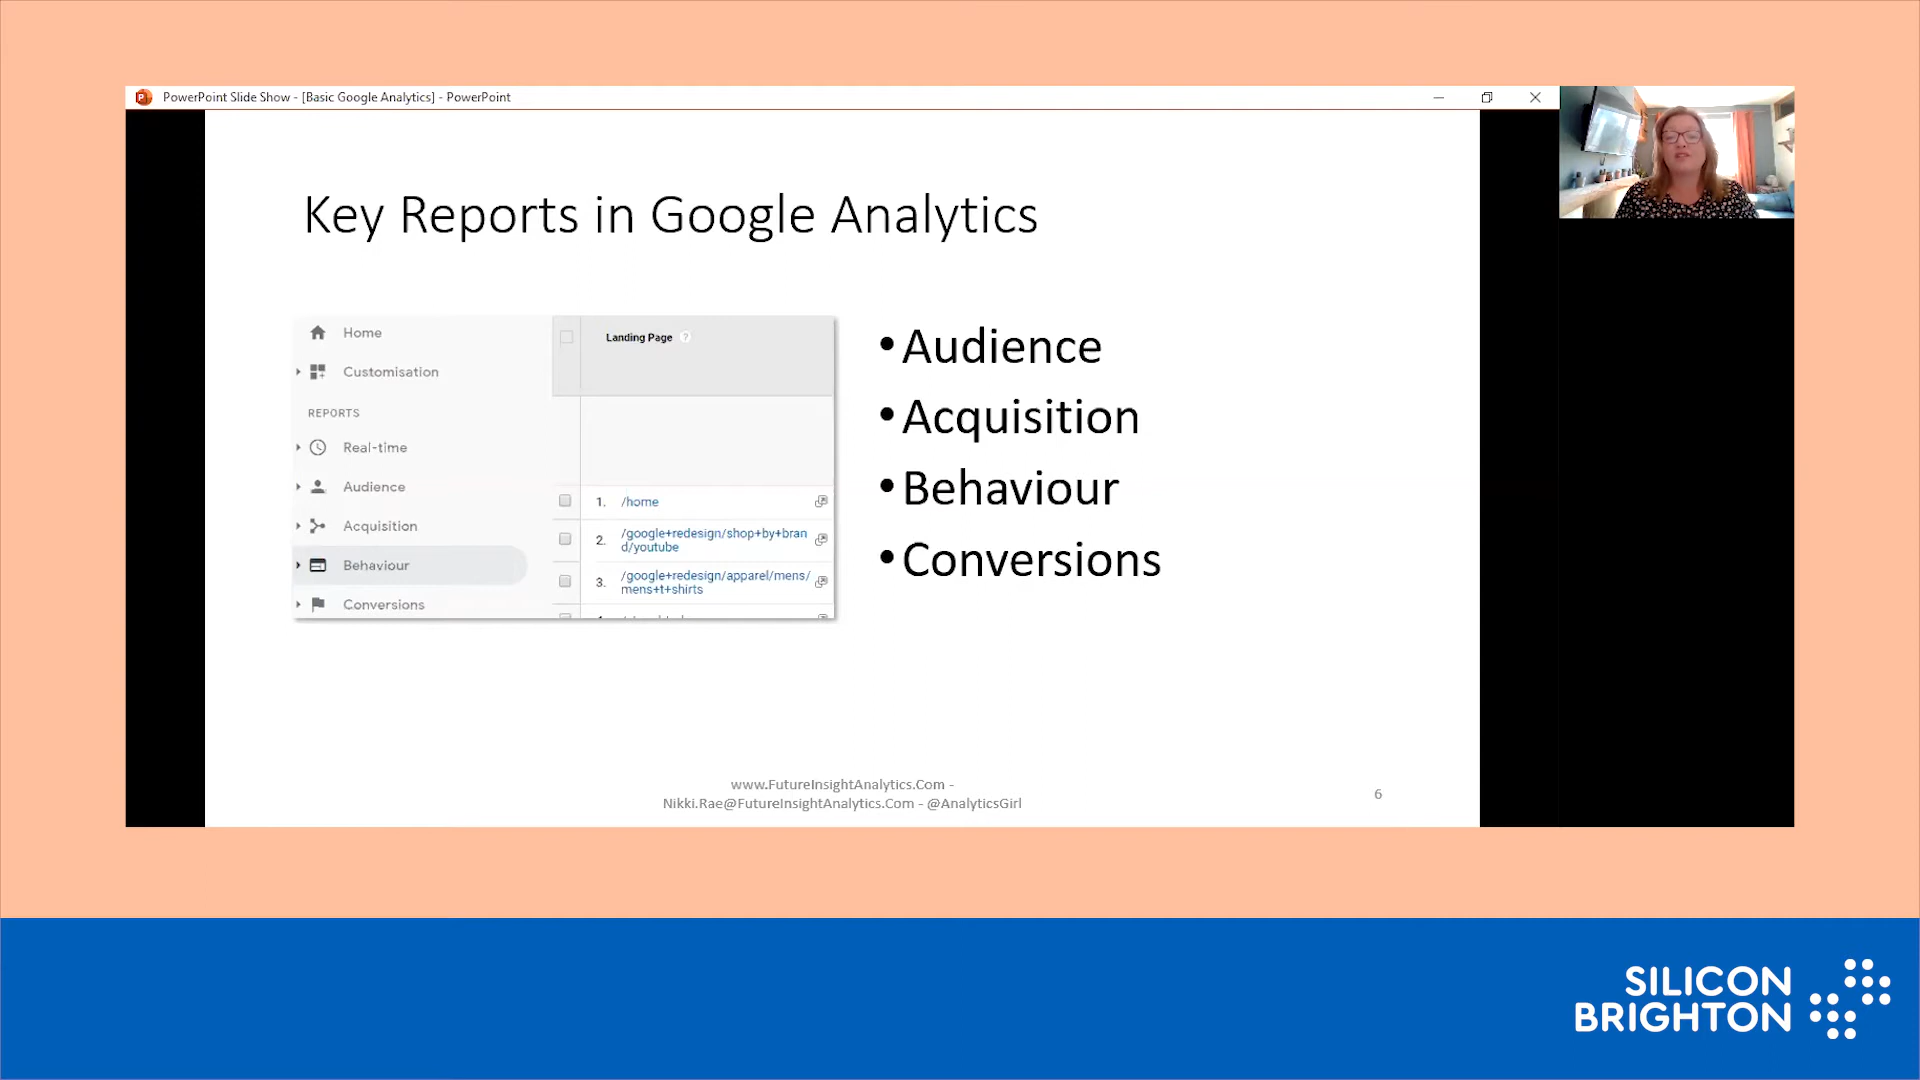 PowerPoint Slide Show - [Basic Google Analytics] - PowerPoint
Key Reports in Google Analytics
Home
Customisation
REPORTS
Real-time
Audience
Acquisition
Behaviour
Conversions
Landing Page ?
1. /home
2. /google+redesign/shop+by+bran
d/youtube
3. /google+redesign/apparel/mens/
mens+t+shirts
•Audience
•Acquisition
•Behaviour
•Conversions
www.FutureInsightAnalytics.Com -
Nikki.Rae@FutureInsightAnalytics.Com - @AnalyticsGirl
6
SILICON
BRIGHTON